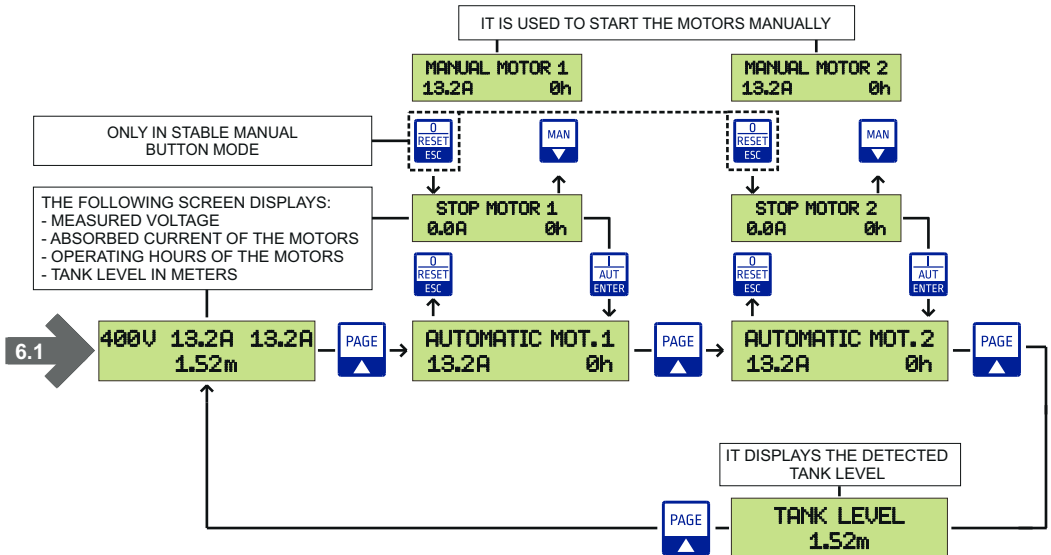 IT IS USED TO START THE MOTORS MANUALLY
MANUAL MOTOR 1
13.2A 0h
MANUAL MOTOR 2
13.2A 0h
ONLY IN STABLE MANUAL
BUTTON MODE
0
RESET
ESC
MAN
0
RESET
ESC
MAN
THE FOLLOWING SCREEN DISPLAYS:
- MEASURED VOLTAGE
- ABSORBED CURRENT OF THE MOTORS
- OPERATING HOURS OF THE MOTORS
- TANK LEVEL IN METERS
STOP MOTOR 1
0.0A 0h
STOP MOTOR 2
0.0A 0h
0
RESET
ESC
I
AUT
ENTER
0
RESET
ESC
I
AUT
ENTER
6.1
400V 13.2A 13.2A
1.52m
PAGE
AUTOMATIC MOT.1
13.2A 0h
PAGE
AUTOMATIC MOT.2
13.2A 0h
PAGE
IT DISPLAYS THE DETECTED
TANK LEVEL
PAGE
TANK LEVEL
1.52m